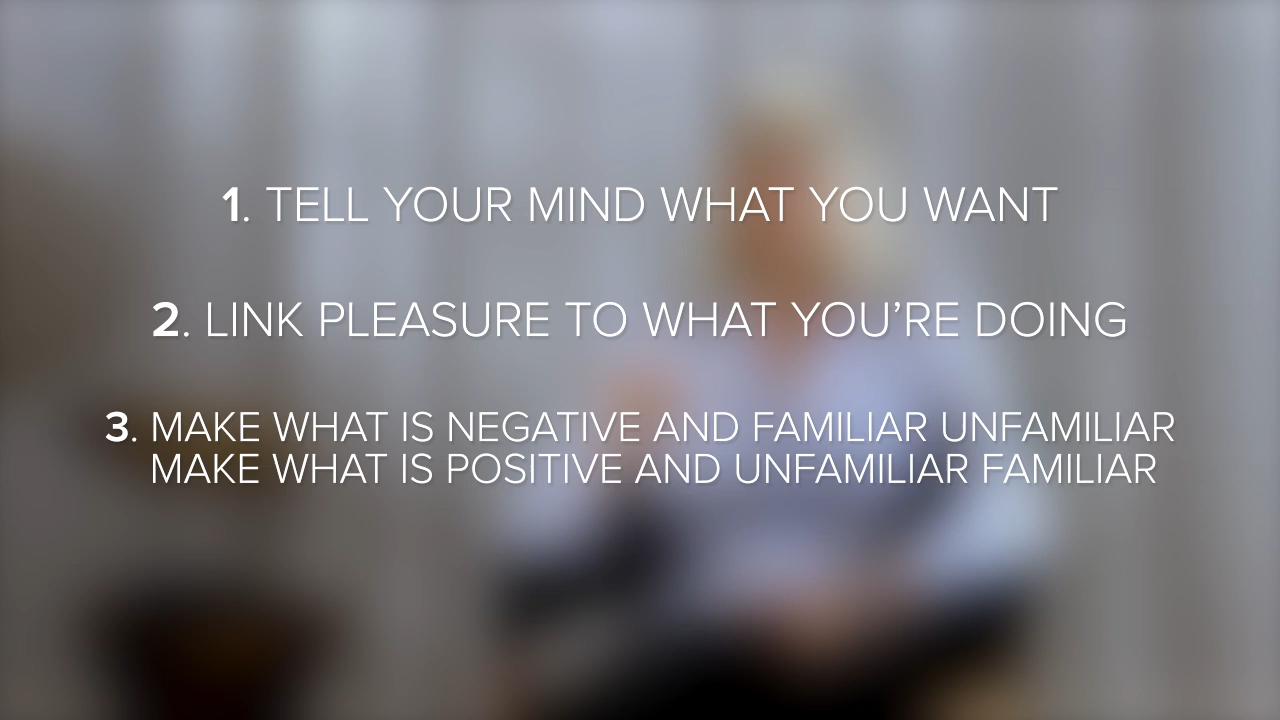 1. TELL YOUR MIND WHAT YOU WANT
2. LINK PLEASURE TO WHAT YOU’RE DOING
3. MAKE WHAT IS NEGATIVE AND FAMILIAR UNFAMILIAR
MAKE WHAT IS POSITIVE AND UNFAMILIAR FAMILIAR